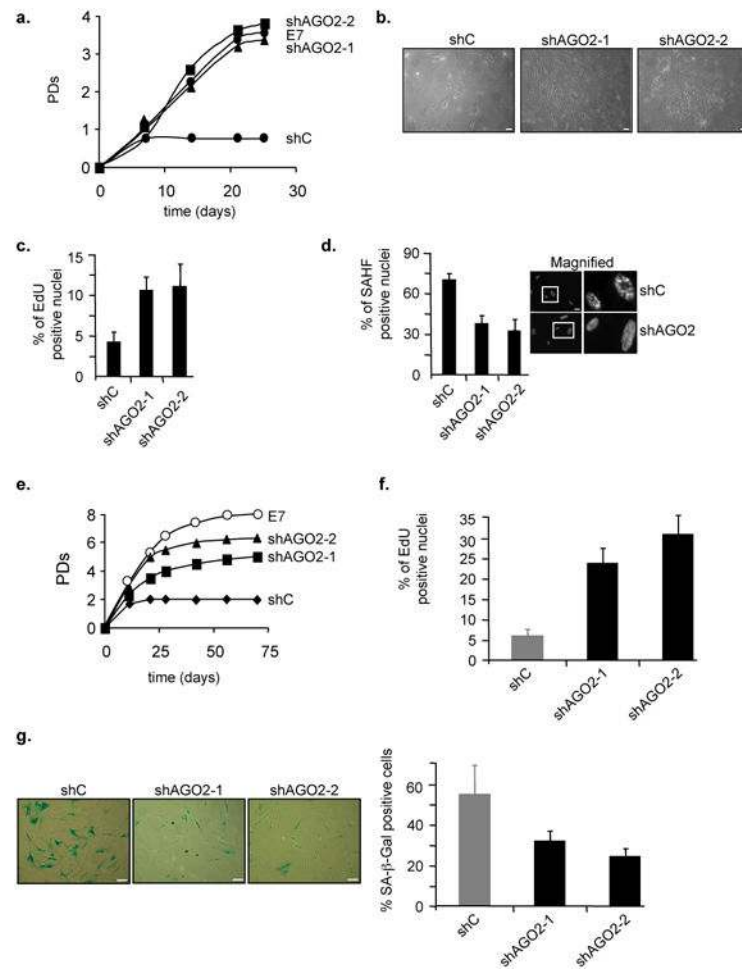 a.
4
3
2
1
0
PDs
0 10 20 30
time (days)
shAGO2-2
E7
shAGO2-1
shC
b.
shC shAGO2-1 shAGO2-2
c.
15
10
5
0
% of EdU
positive nuclei
shC
shAGO2-1
shAGO2-2
d.
90
60
30
0
% of SAHF
positive nuclei
shC
shAGO2-1
shAGO2-2
Magnified
shC
shAGO2
e.
8
6
4
2
0
PDs
0 25 50 75
time (days)
E7
shAGO2-2
shAGO2-1
shC
f.
35
30
25
20
15
10
5
0
% of EdU
positive nuclei
shC
shAGO2-1
shAGO2-2
g.
shC shAGO2-1 shAGO2-2
60
40
20
0
% SA-β-Gal positive cells
shC
shAGO2-1
shAGO2-2